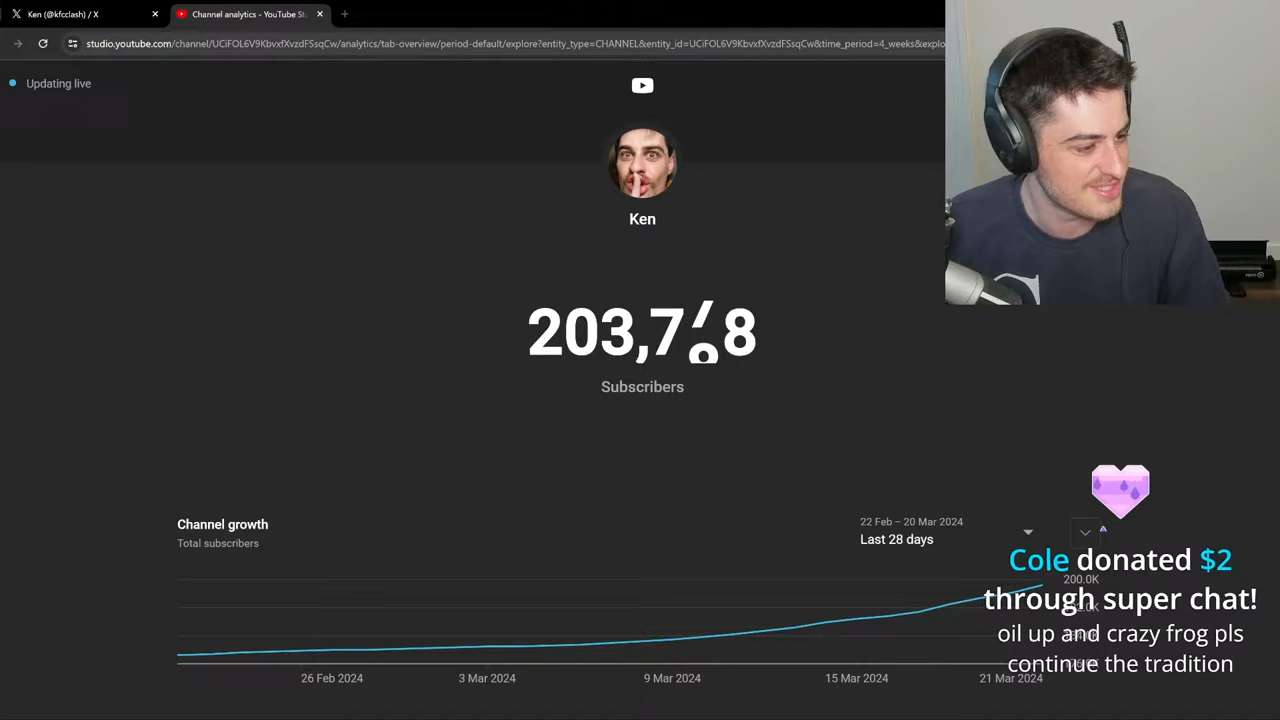 Ken (@kfcclash) / X
Channel analytics - YouTube St
studio.youtube.com/channel/UCiFOL6V9KbvxfXvzdFSsqCw/analytics/tab-overview/period-default/explore?entity_type=CHANNEL&entity_id=UCiFOL6V9KbvxfXvzdFSsqCw&time_period=4_weeks&explo
Updating live
Ken
203,7 8
Subscribers
Channel growth
Total subscribers
22 Feb – 20 Mar 2024
Last 28 days
200.0K
26 Feb 2024
3 Mar 2024
9 Mar 2024
15 Mar 2024
21 Mar 2024
Cole donated $2
through super chat!
oil up and crazy frog pls
continue the tradition